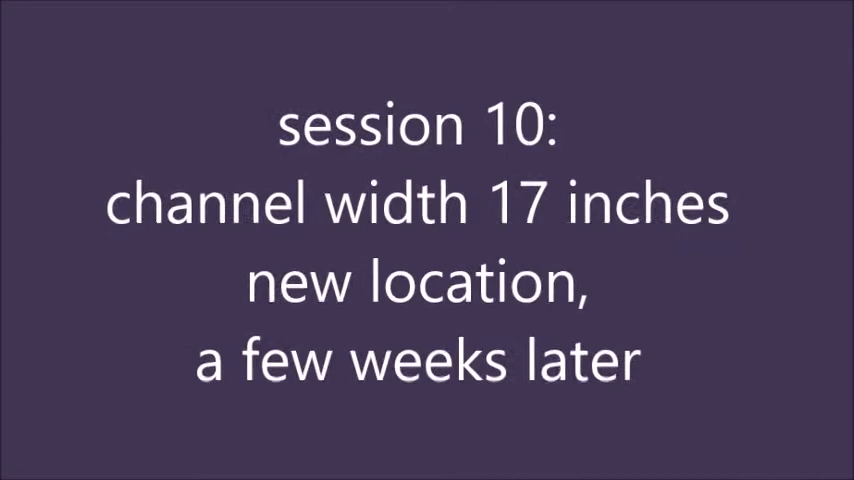 session 10:
channel width 17 inches
new location,
a few weeks later